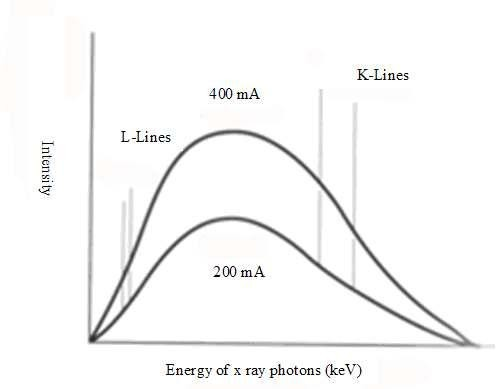 K-Lines
400 mA
L-Lines
Intensity
200 mA
Energy of x ray photons (keV)